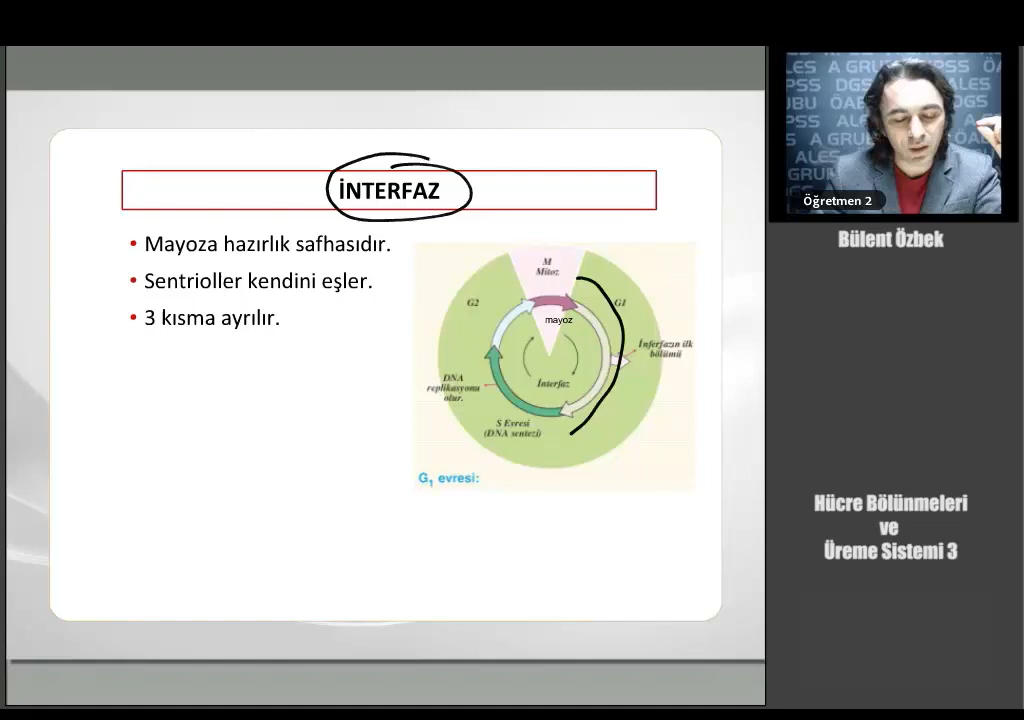 İNTERFAZ
• Mayoza hazırlık safhasıdır.
• Sentrioller kendini eşler.
• 3 kısma ayrılır.
M
Mitoz
G2
G1
mayoz
İnferfazın ilk
bölümü
DNA
replikasyonu
olur.
İnterfaz
S Evresi
(DNA sentezi)
G1 evresi:
Öğretmen 2
Bülent Özbek
Hücre Bölünmeleri
ve
Üreme Sistemi 3